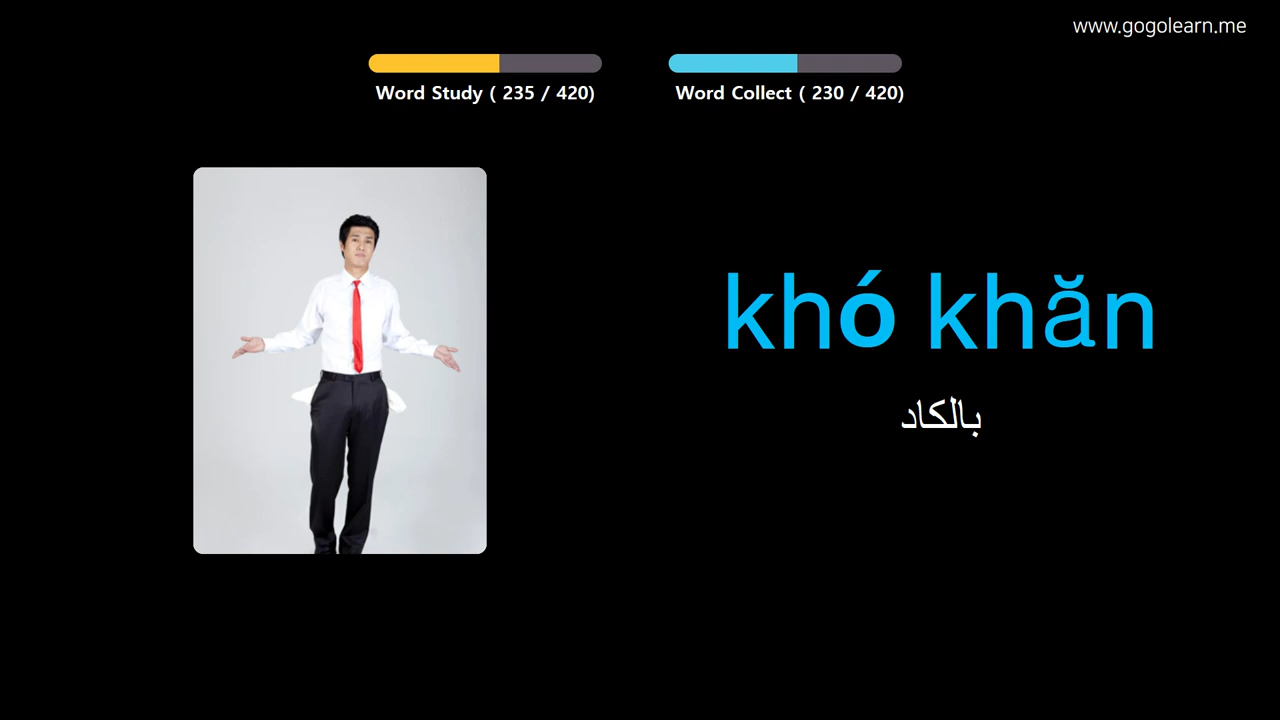 www.gogolearn.me
Word Study ( 235 / 420)
Word Collect ( 230 / 420)
khó khăn
بالكاد